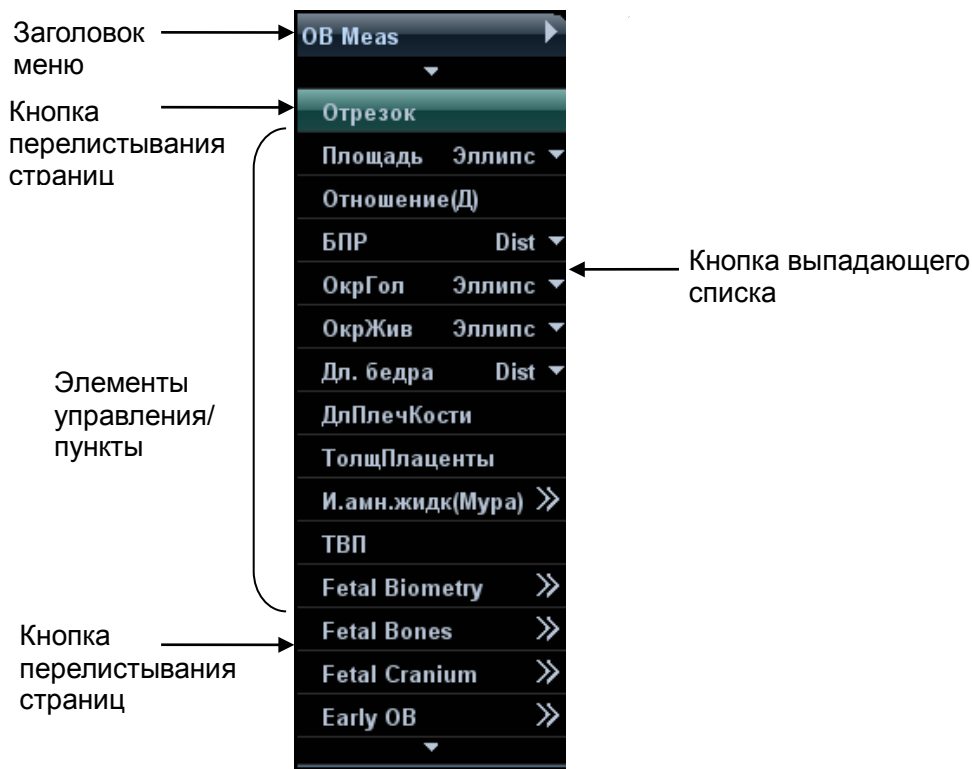 Заголовок
меню
OB Meas
Кнопка
перелистывания
страниц
Отрезок
Площадь Эллипс
Отношение(Д)
БПР Dist
ОкрГол Эллипс
ОкрЖив Эллипс
Дл. бедра Dist
ДлПлечКости
ТолщПлаценты
И.амн.жидк(Мура)
ТВП
Fetal Biometry
Fetal Bones
Fetal Cranium
Early OB
Кнопка выпадающего
списка
Элементы
управления/
пункты
Кнопка
перелистывания
страниц